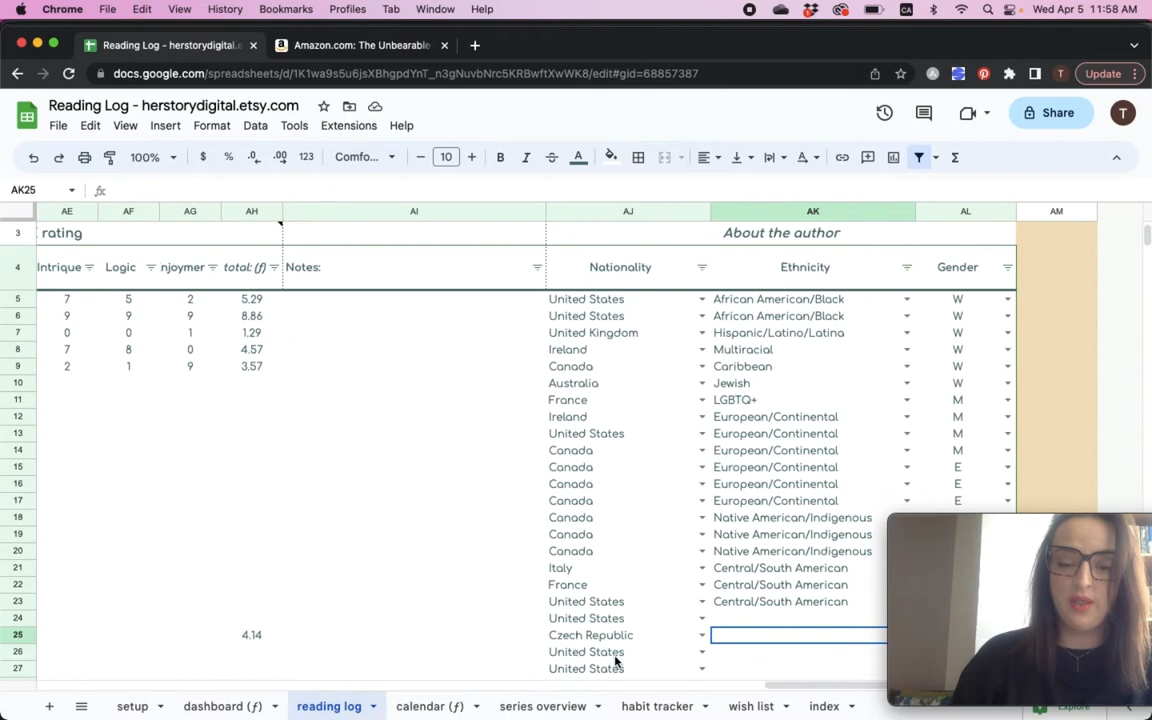 Chrome File Edit View History Bookmarks Profiles Tab Window Help CA Wed Apr 5 11:58 AM
Reading Log - herstorydigital.e Amazon.com: The Unbearable
docs.google.com/spreadsheets/d/1K1wa9s5u6jsXBhgpdYnT_n3gNuvbNrc5KRBwftXwWK8/edit#gid=68857387 T Update
Reading Log - herstorydigital.etsy.com Share T
File Edit View Insert Format Data Tools Extensions Help
100% $ % .0 .00 123 Comfo... 10 B I A
AK25 fx
AE AF AG AH AI AJ AK AL AM
3 rating About the author
4 Intrique Logic njoymer total: (f) Notes: Nationality Ethnicity Gender
5 7 5 2 5.29 United States African American/Black W
6 9 9 9 8.86 United States African American/Black W
7 0 0 1 1.29 United Kingdom Hispanic/Latino/Latina W
8 7 8 0 4.57 Ireland Multiracial W
9 2 1 9 3.57 Canada Caribbean W
10 Australia Jewish W
11 France LGBTQ+ M
12 Ireland European/Continental M
13 United States European/Continental M
14 Canada European/Continental M
15 Canada European/Continental E
16 Canada European/Continental E
17 Canada European/Continental E
18 Canada Native American/Indigenous
19 Canada Native American/Indigenous
20 Canada Native American/Indigenous
21 Italy Central/South American
22 France Central/South American
23 United States Central/South American
24 United States
25 4.14 Czech Republic
26 United States
27 United States
setup dashboard (f) reading log calendar (f) series overview habit tracker wish list index Explore